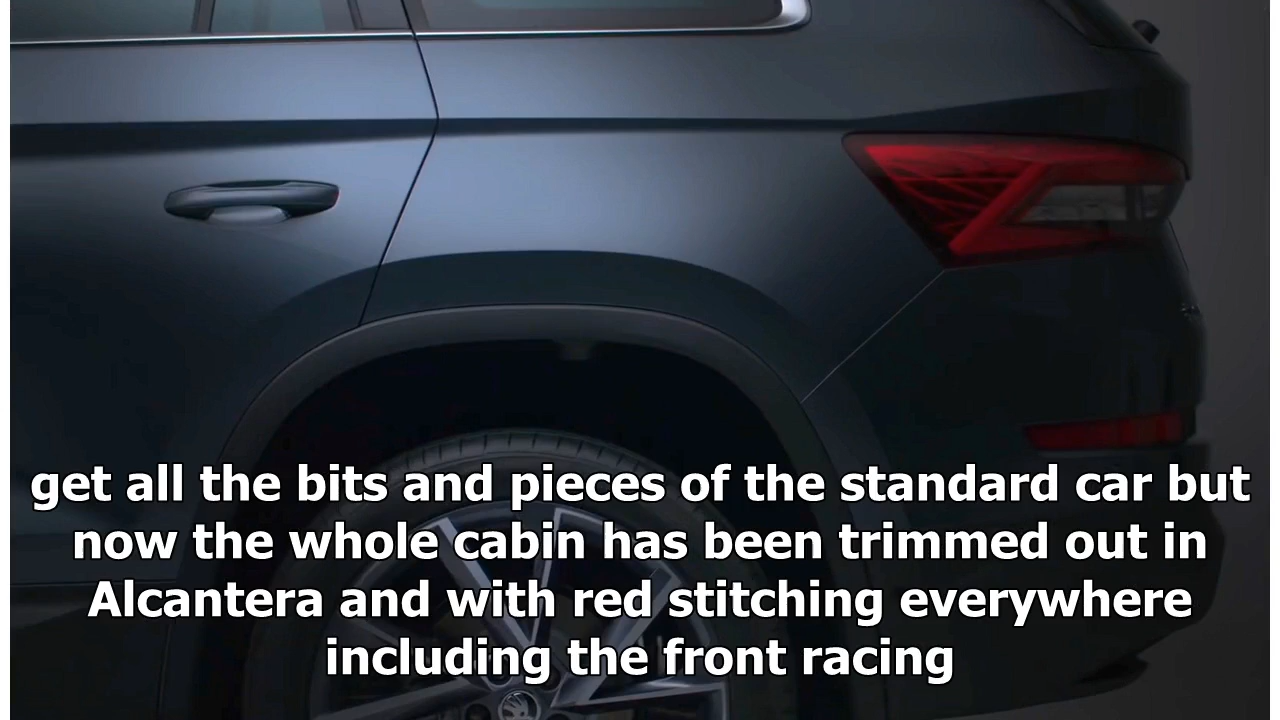 get all the bits and pieces of the standard car but
now the whole cabin has been trimmed out in
Alcantera and with red stitching everywhere
including the front racing